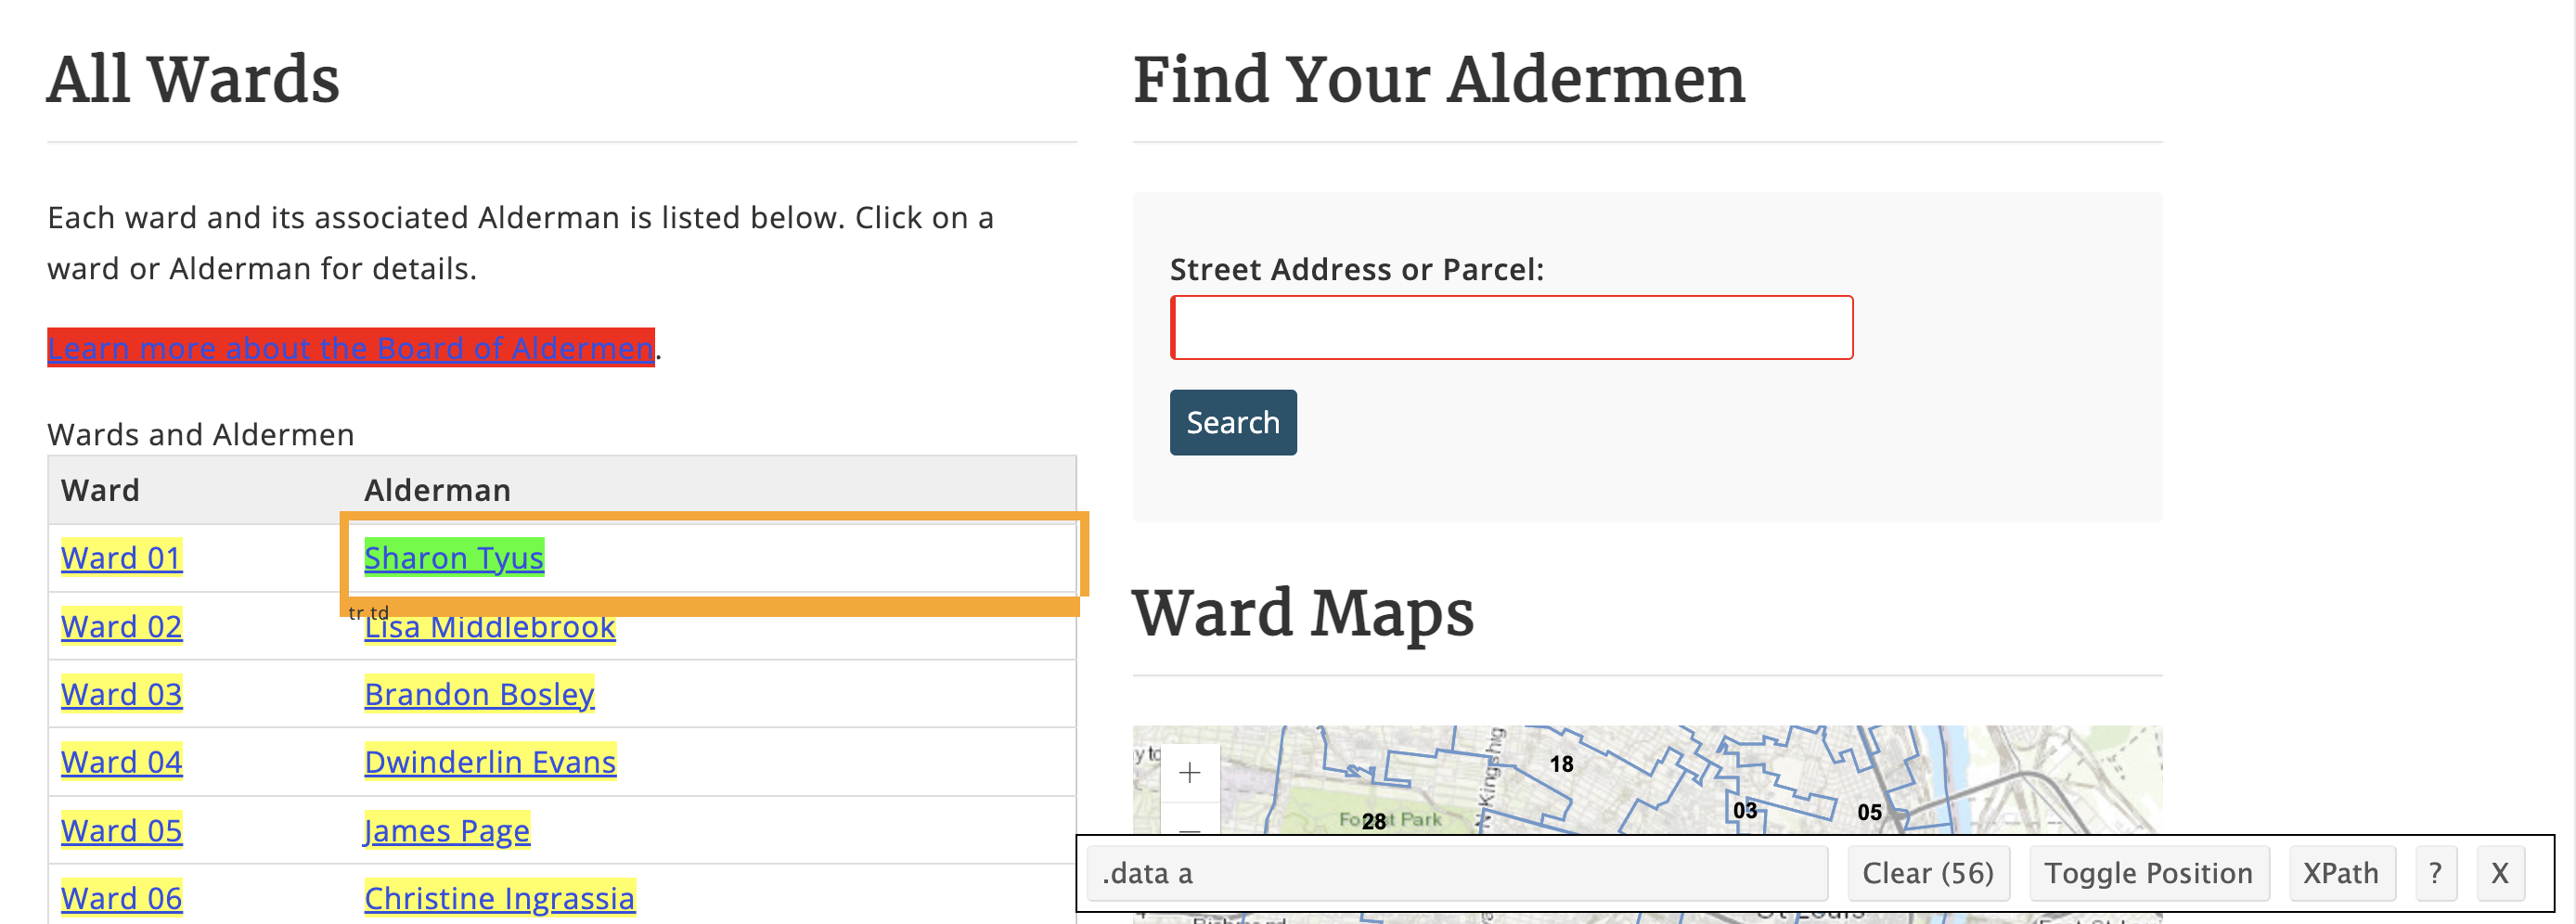 All Wards
Each ward and its associated Alderman is listed below. Click on a
ward or Alderman for details.
Learn more about the Board of Aldermen.
Wards and Aldermen
Ward Alderman
Ward 01 Sharon Tyus
tr td
Ward 02 Lisa Middlebrook
Ward 03 Brandon Bosley
Ward 04 Dwinderlin Evans
Ward 05 James Page
Ward 06 Christine Ingrassia
Find Your Aldermen
Street Address or Parcel:
Search
Ward Maps
+
−
18
03
05
28
Forest Park
N Kingshig
.data a Clear (56) Toggle Position XPath ? X